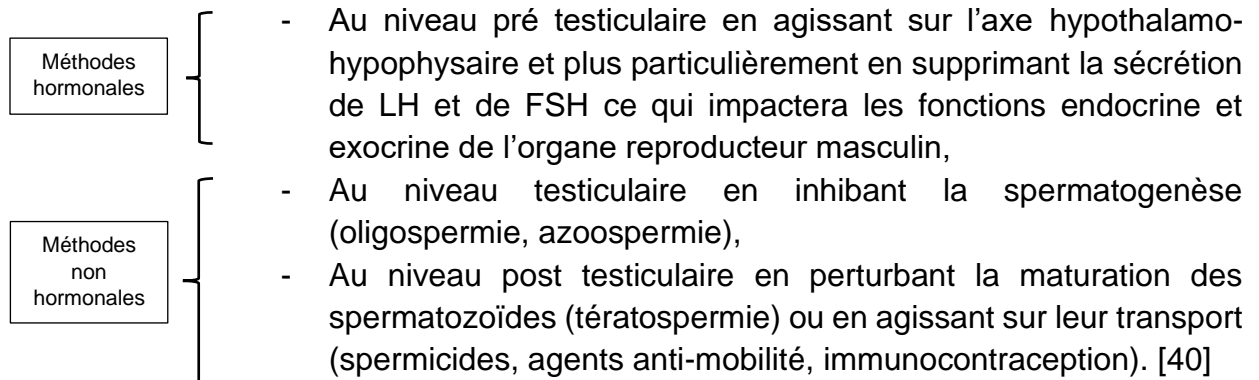 Méthodes
hormonales
- Au niveau pré testiculaire en agissant sur l’axe hypothalamo-
hypophysaire et plus particulièrement en supprimant la sécrétion
de LH et de FSH ce qui impactera les fonctions endocrine et
exocrine de l’organe reproducteur masculin,
Méthodes
non
hormonales
- Au niveau testiculaire en inhibant la spermatogenèse
(oligospermie, azoospermie),
- Au niveau post testiculaire en perturbant la maturation des
spermatozoïdes (tératospermie) ou en agissant sur leur transport
(spermicides, agents anti-mobilité, immunocontraception). [40]